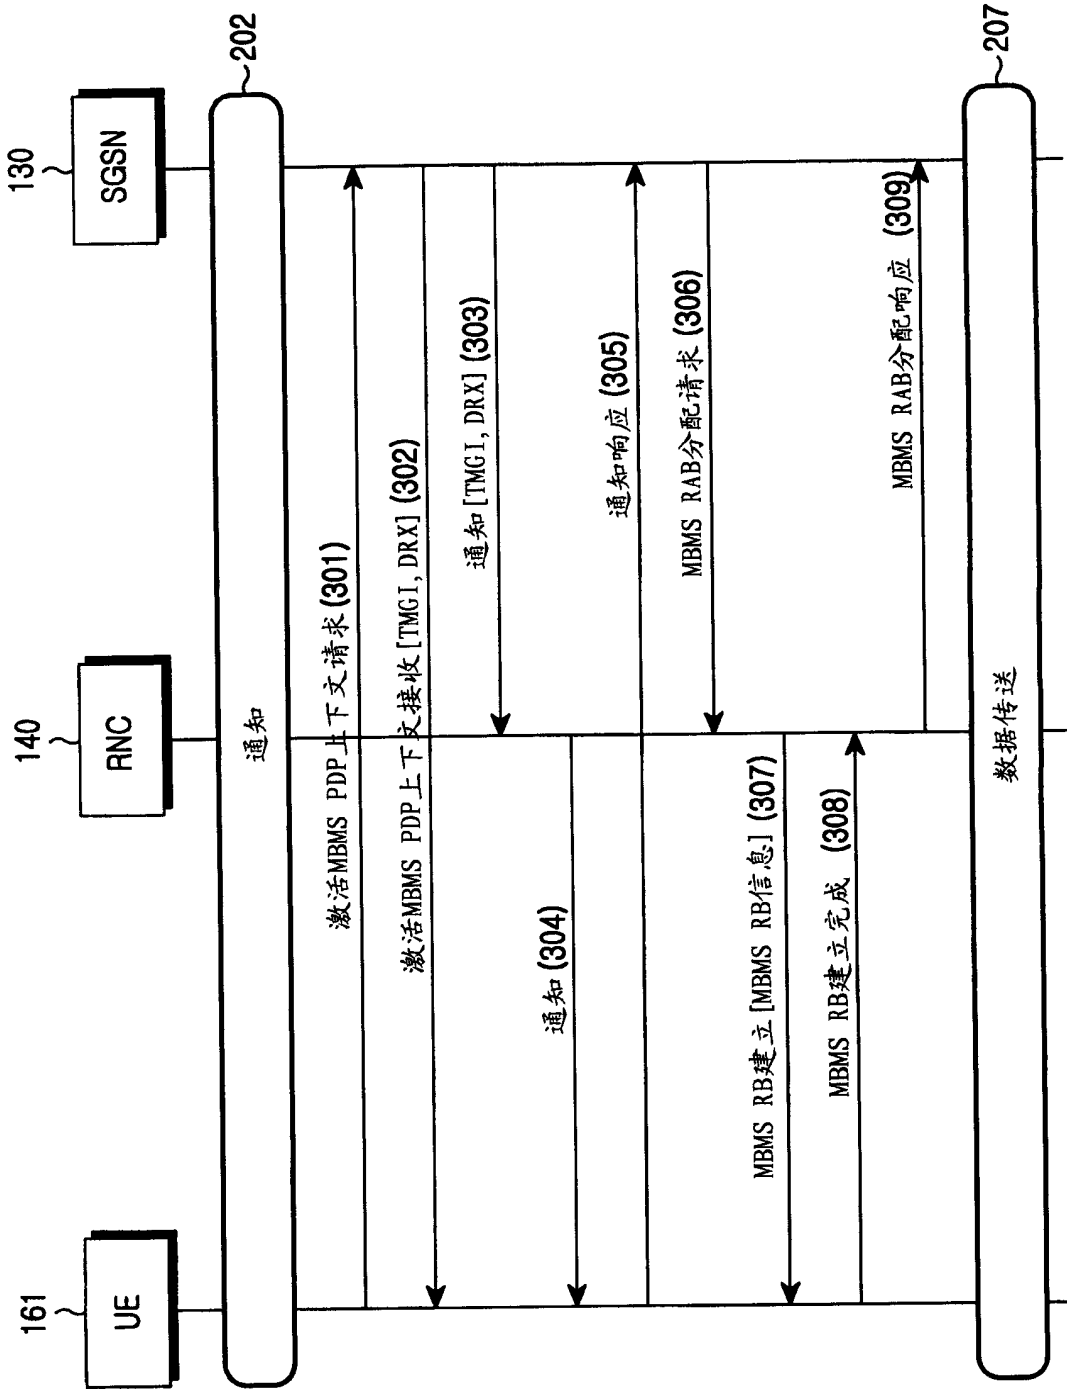 161
UE
140
RNC
130
SGSN
通知
202
激活MBMS PDP上下文请求(301)
激活MBMS PDP上下文接收[TMGI,DRX](302)
通知[TMGI,DRX](303)
通知(304)
通知响应(305)
MBMS RAB分配请求(306)
MBMS RB建立[MBMS RB信息](307)
MBMS RB建立完成 (308)
MBMS RAB分配响应 (309)
数据传送
207